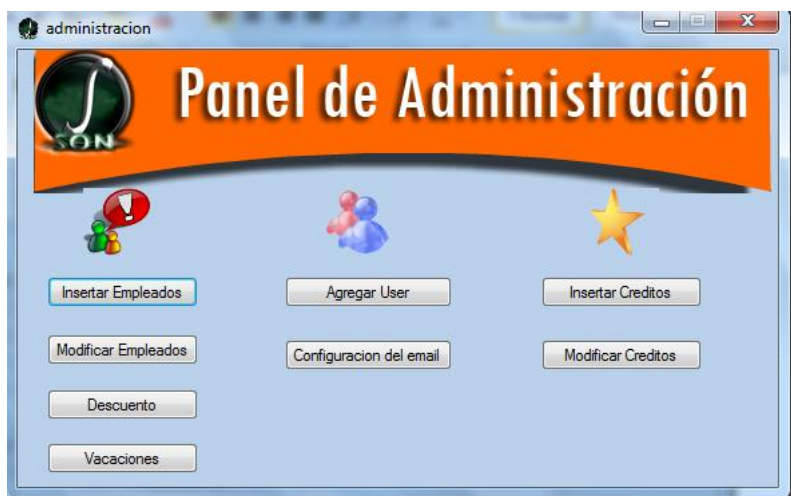 administracion
Panel de Administración
SON
Insertar Empleados
Agregar User
Insertar Creditos
Modificar Empleados
Configuracion del email
Modificar Creditos
Descuento
Vacaciones